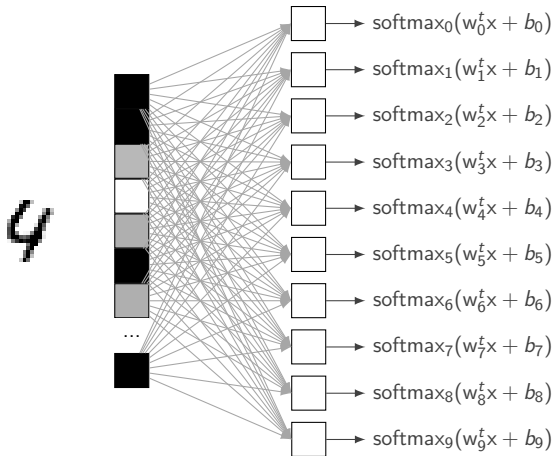 softmax₀(w₀ᵗx + b₀)
softmax₁(w₁ᵗx + b₁)
softmax₂(w₂ᵗx + b₂)
softmax₃(w₃ᵗx + b₃)
softmax₄(w₄ᵗx + b₄)
4
softmax₅(w₅ᵗx + b₅)
softmax₆(w₆ᵗx + b₆)
...
softmax₇(w₇ᵗx + b₇)
softmax₈(w₈ᵗx + b₈)
softmax₉(w₉ᵗx + b₉)